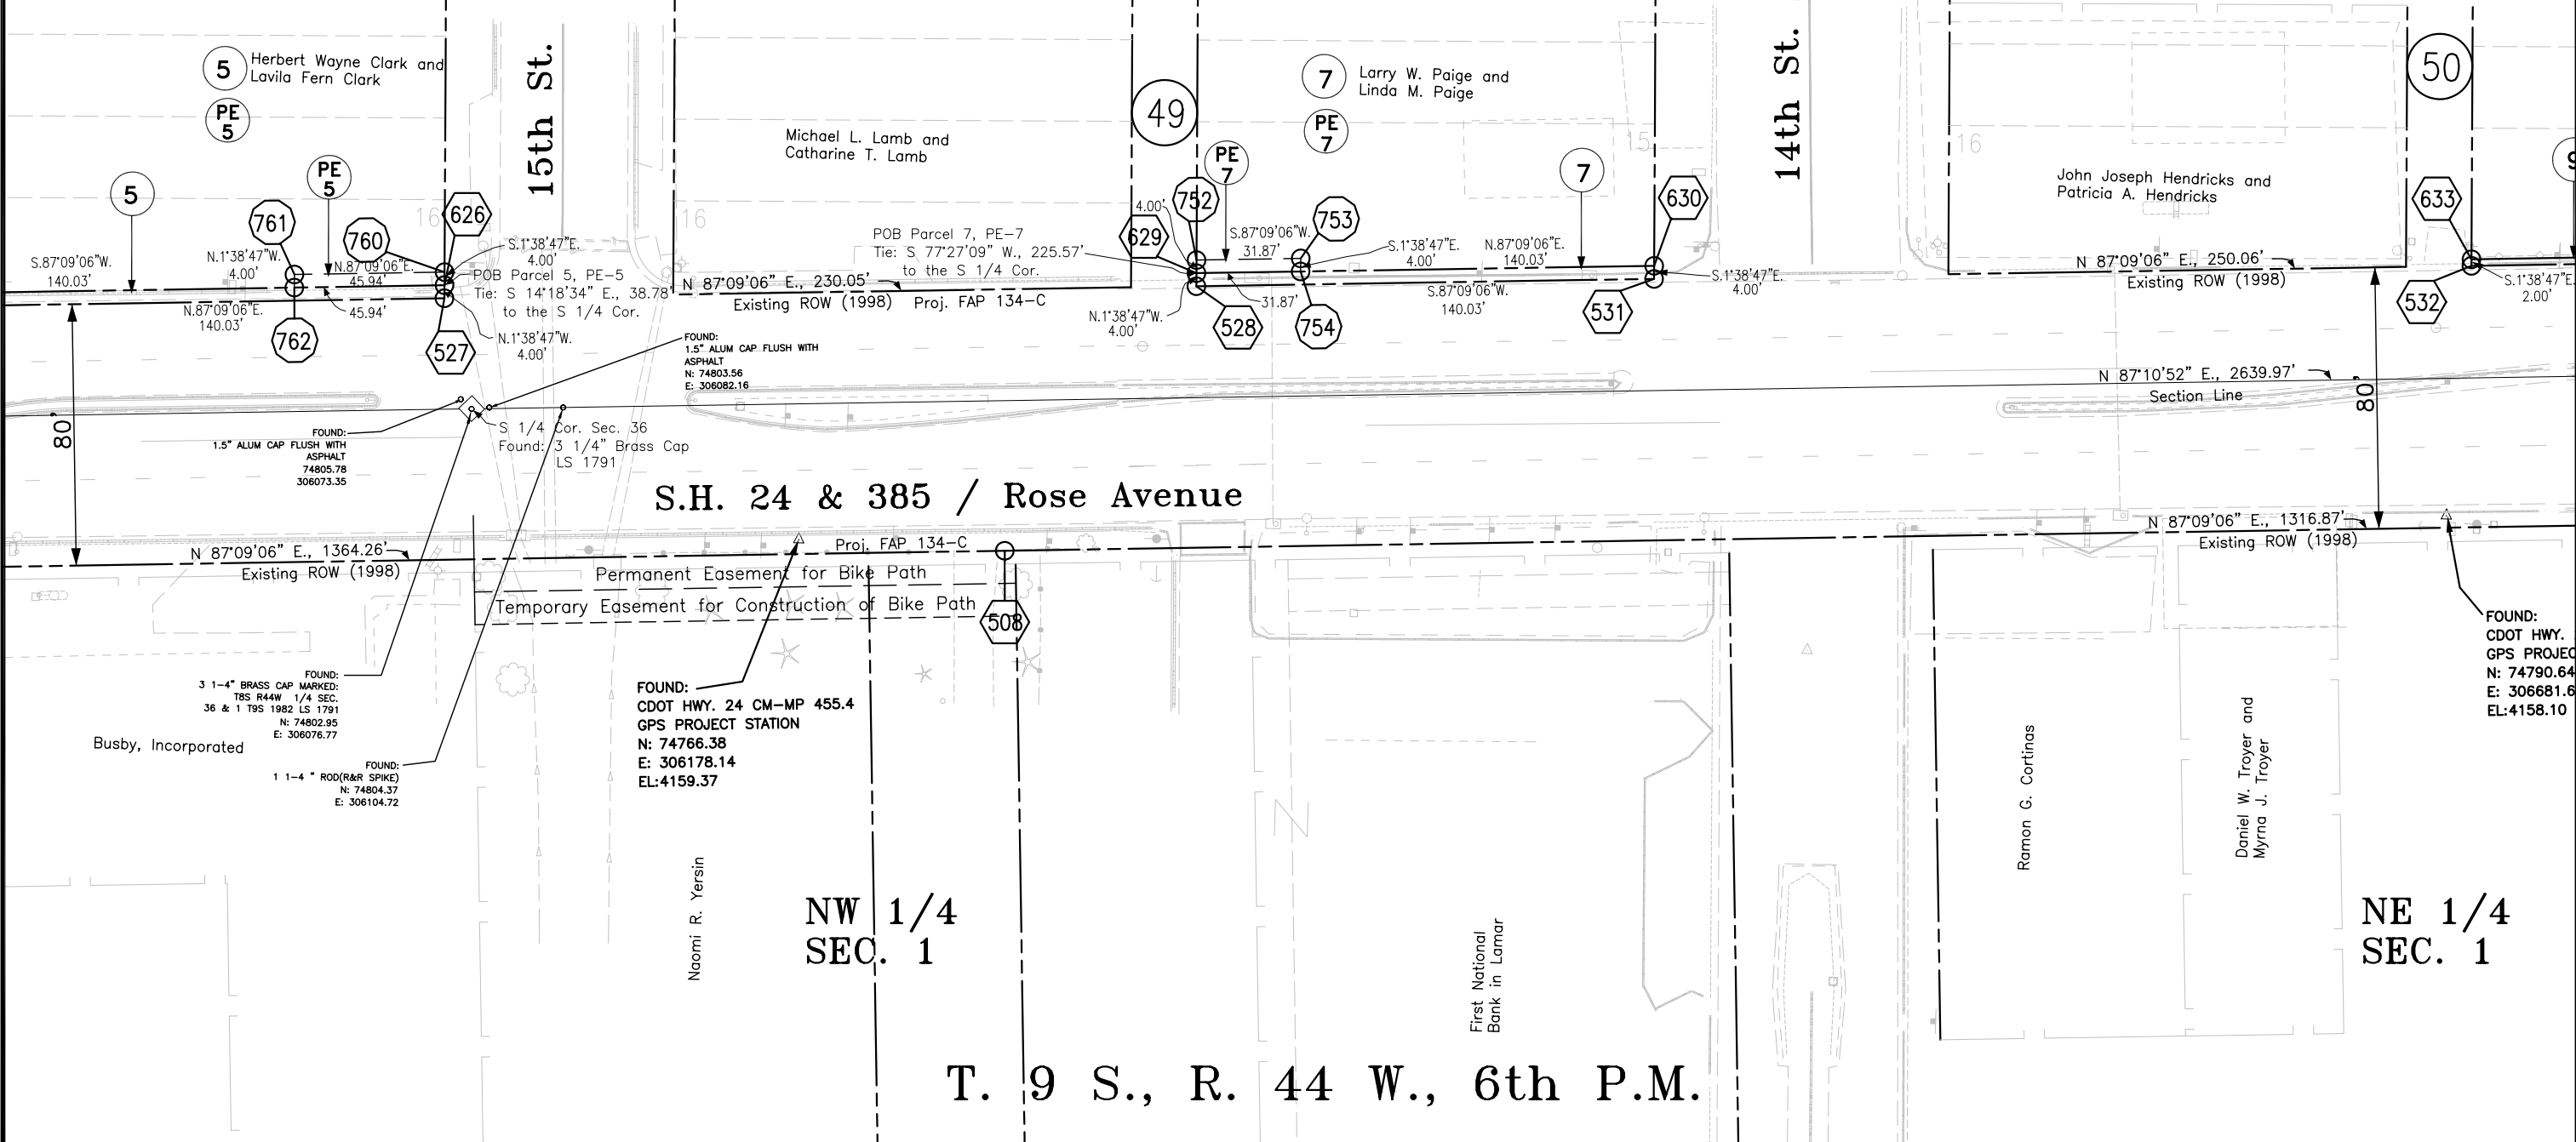 5
Herbert Wayne Clark and
Lavila Fern Clark
PE
5
15th St.
Michael L. Lamb and
Catharine T. Lamb
49
7
Larry W. Paige and
Linda M. Paige
PE
7
14th St.
50
John Joseph Hendricks and
Patricia A. Hendricks
16
16
15
16
5
PE
5
761
760
626
762
527
S.87°09'06"W.
140.03'
N.1°38'47"W.
4.00'
N.87°09'06"E.
45.94'
S.1°38'47"E.
4.00'
N.87°09'06"E.
140.03'
45.94'
N.1°38'47"W.
4.00'
POB Parcel 5, PE-5
Tie: S 14°18'34" E., 38.78'
to the S 1/4 Cor.
N 87°09'06" E., 230.05'
Existing ROW (1998)
Proj. FAP 134-C
POB Parcel 7, PE-7
Tie: S 77°27'09" W., 225.57'
to the S 1/4 Cor.
4.00'
629
752
PE
7
753
528
754
S.87°09'06"W.
31.87'
31.87'
N.1°38'47"W.
4.00'
S.1°38'47"E.
4.00'
N.87°09'06"E.
140.03'
S.87°09'06"W.
140.03'
7
630
531
S.1°38'47"E.
4.00'
N 87°09'06" E., 250.06'
Existing ROW (1998)
633
532
S.1°38'47"E.
2.00'
9
FOUND:
1.5" ALUM CAP FLUSH WITH
ASPHALT
N: 74803.56
E: 306082.16
N 87°10'52" E., 2639.97'
Section Line
80'
80'
FOUND:
1.5" ALUM CAP FLUSH WITH
ASPHALT
74805.78
306073.35
S 1/4 Cor. Sec. 36
Found: 3 1/4" Brass Cap
LS 1791
S.H. 24 & 385 / Rose Avenue
N 87°09'06" E., 1364.26'
Existing ROW (1998)
Proj. FAP 134-C
N 87°09'06" E., 1316.87'
Existing ROW (1998)
Permanent Easement for Bike Path
Temporary Easement for Construction of Bike Path
508
FOUND:
3 1-4" BRASS CAP MARKED:
T8S R44W 1/4 SEC.
36 & 1 T9S 1982 LS 1791
N: 74802.95
E: 306076.77
Busby, Incorporated
FOUND:
1 1-4 " ROD(R&R SPIKE)
N: 74804.37
E: 306104.72
FOUND:
CDOT HWY. 24 CM-MP 455.4
GPS PROJECT STATION
N: 74766.38
E: 306178.14
EL:4159.37
FOUND:
CDOT HWY.
GPS PROJEC
N: 74790.64
E: 306681.6
EL:4158.10
Naomi R. Yersin
NW 1/4
SEC. 1
First National
Bank in Lamar
Ramon G. Cortinas
Daniel W. Troyer and
Myrna J. Troyer
NE 1/4
SEC. 1
T. 9 S., R. 44 W., 6th P.M.